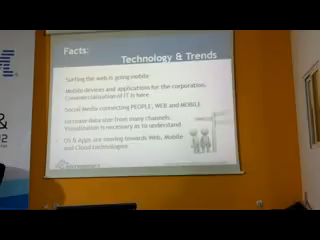 Facts:
Technology & Trends
Surfing the web is going mobile
Mobile devices and applications for the corporation.
Consumerization of IT is here
Social Media connecting PEOPLE, WEB and MOBILE
Increase data size from many channels.
Visualization is necessary as to understand
OS & Apps are moving towards Web, Mobile
and Cloud technologies
&